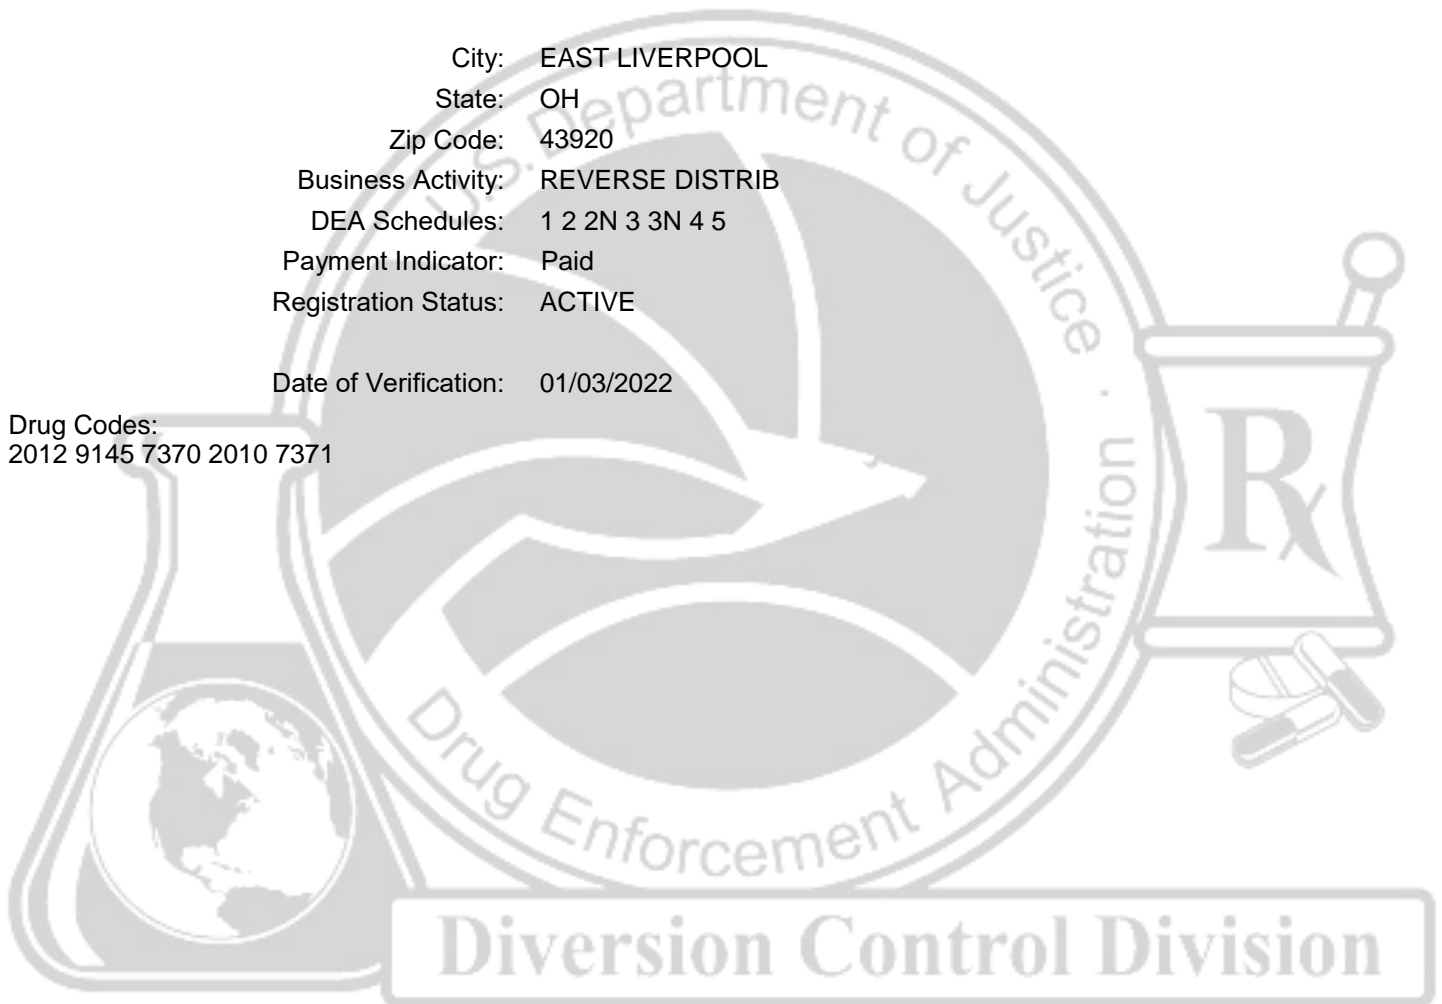 City: EAST LIVERPOOL
State: OH
Zip Code: 43920
Business Activity: REVERSE DISTRIB
DEA Schedules: 1 2 2N 3 3N 4 5
Payment Indicator: Paid
Registration Status: ACTIVE
Date of Verification: 01/03/2022
Drug Codes:
2012 9145 7370 2010 7371
U.S. Department of Justice ·
Drug Enforcement Administration
Rx
Diversion Control Division